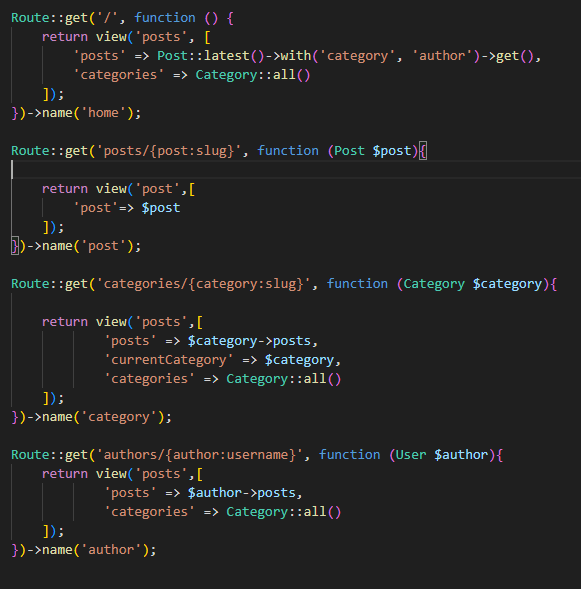 Route::get('/', function () {
    return view('posts', [
        'posts' => Post::latest()->with('category', 'author')->get(),
        'categories' => Category::all()
    ]);
})->name('home');

Route::get('posts/{post:slug}', function (Post $post){

    return view('post',[
        'post'=> $post
    ]);
})->name('post');

Route::get('categories/{category:slug}', function (Category $category){

    return view('posts',[
            'posts' => $category->posts,
            'currentCategory' => $category,
            'categories' => Category::all()
    ]);
})->name('category');

Route::get('authors/{author:username}', function (User $author){
    return view('posts',[
            'posts' => $author->posts,
            'categories' => Category::all()
    ]);
})->name('author');